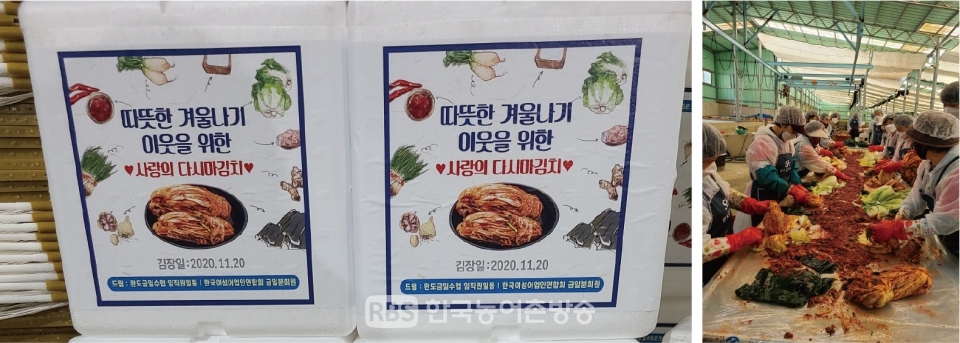 따뜻한 겨울나기
이웃을 위한
♥사랑의 다시마김치♥
김장일 : 2020.11.20
드림 : 완도금일수협 임직원일동 | 한국여성어업인연합회 금일분회원
따뜻한 겨울나기
이웃을 위한
♥사랑의 다시마김치♥
김장일 : 2020.11.20
드림 : 완도금일수협 임직원일동 | 한국여성어업인연합회 금일분회원
RBS 한국농어촌방송